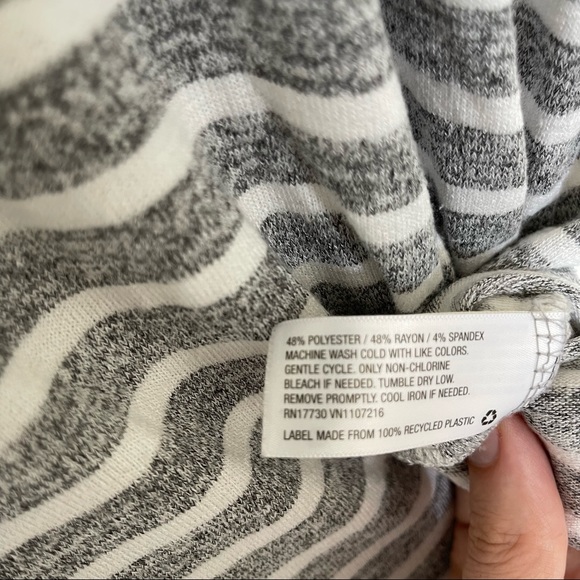 48% POLYESTER / 48% RAYON / 4% SPANDEX
MACHINE WASH COLD WITH LIKE COLORS.
GENTLE CYCLE. ONLY NON-CHLORINE
BLEACH IF NEEDED. TUMBLE DRY LOW.
REMOVE PROMPTLY. COOL IRON IF NEEDED.
RN17730 VN1107216
LABEL MADE FROM 100% RECYCLED PLASTIC